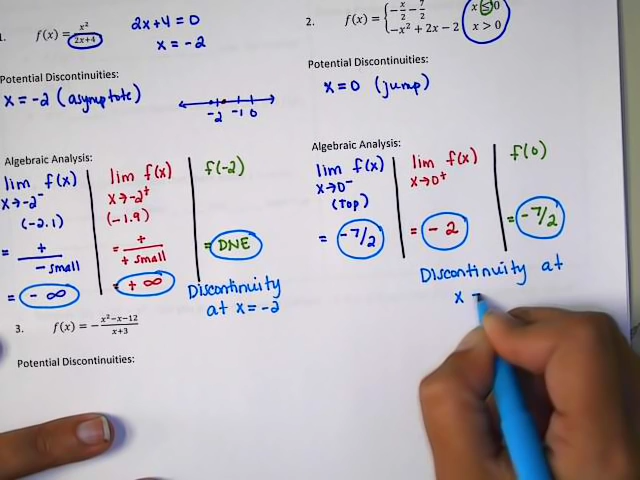 1. f(x) = x²/(2x+4)
2x+4 = 0
x = -2
Potential Discontinuities:
x = -2 (asymptote)
-2 -1 0
Algebraic Analysis:
lim f(x)
x→-2⁻
(-2.1)
= +/(- small)
= - ∞
lim f(x)
x→-2⁺
(-1.9)
= +/(+ small)
= + ∞
f(-2)
= DNE
Discontinuity
at x = -2
2. f(x) = { -x/2 - 7/2 x ≤ 0
-x² + 2x - 2 x > 0
Potential Discontinuities:
x = 0 (jump)
Algebraic Analysis:
lim f(x)
x→0⁻
(top)
= -7/2
lim f(x)
x→0⁺
= - 2
f(0)
= -7/2
Discontinuity at
x =
3. f(x) = - (x²-x-12)/(x+3)
Potential Discontinuities: